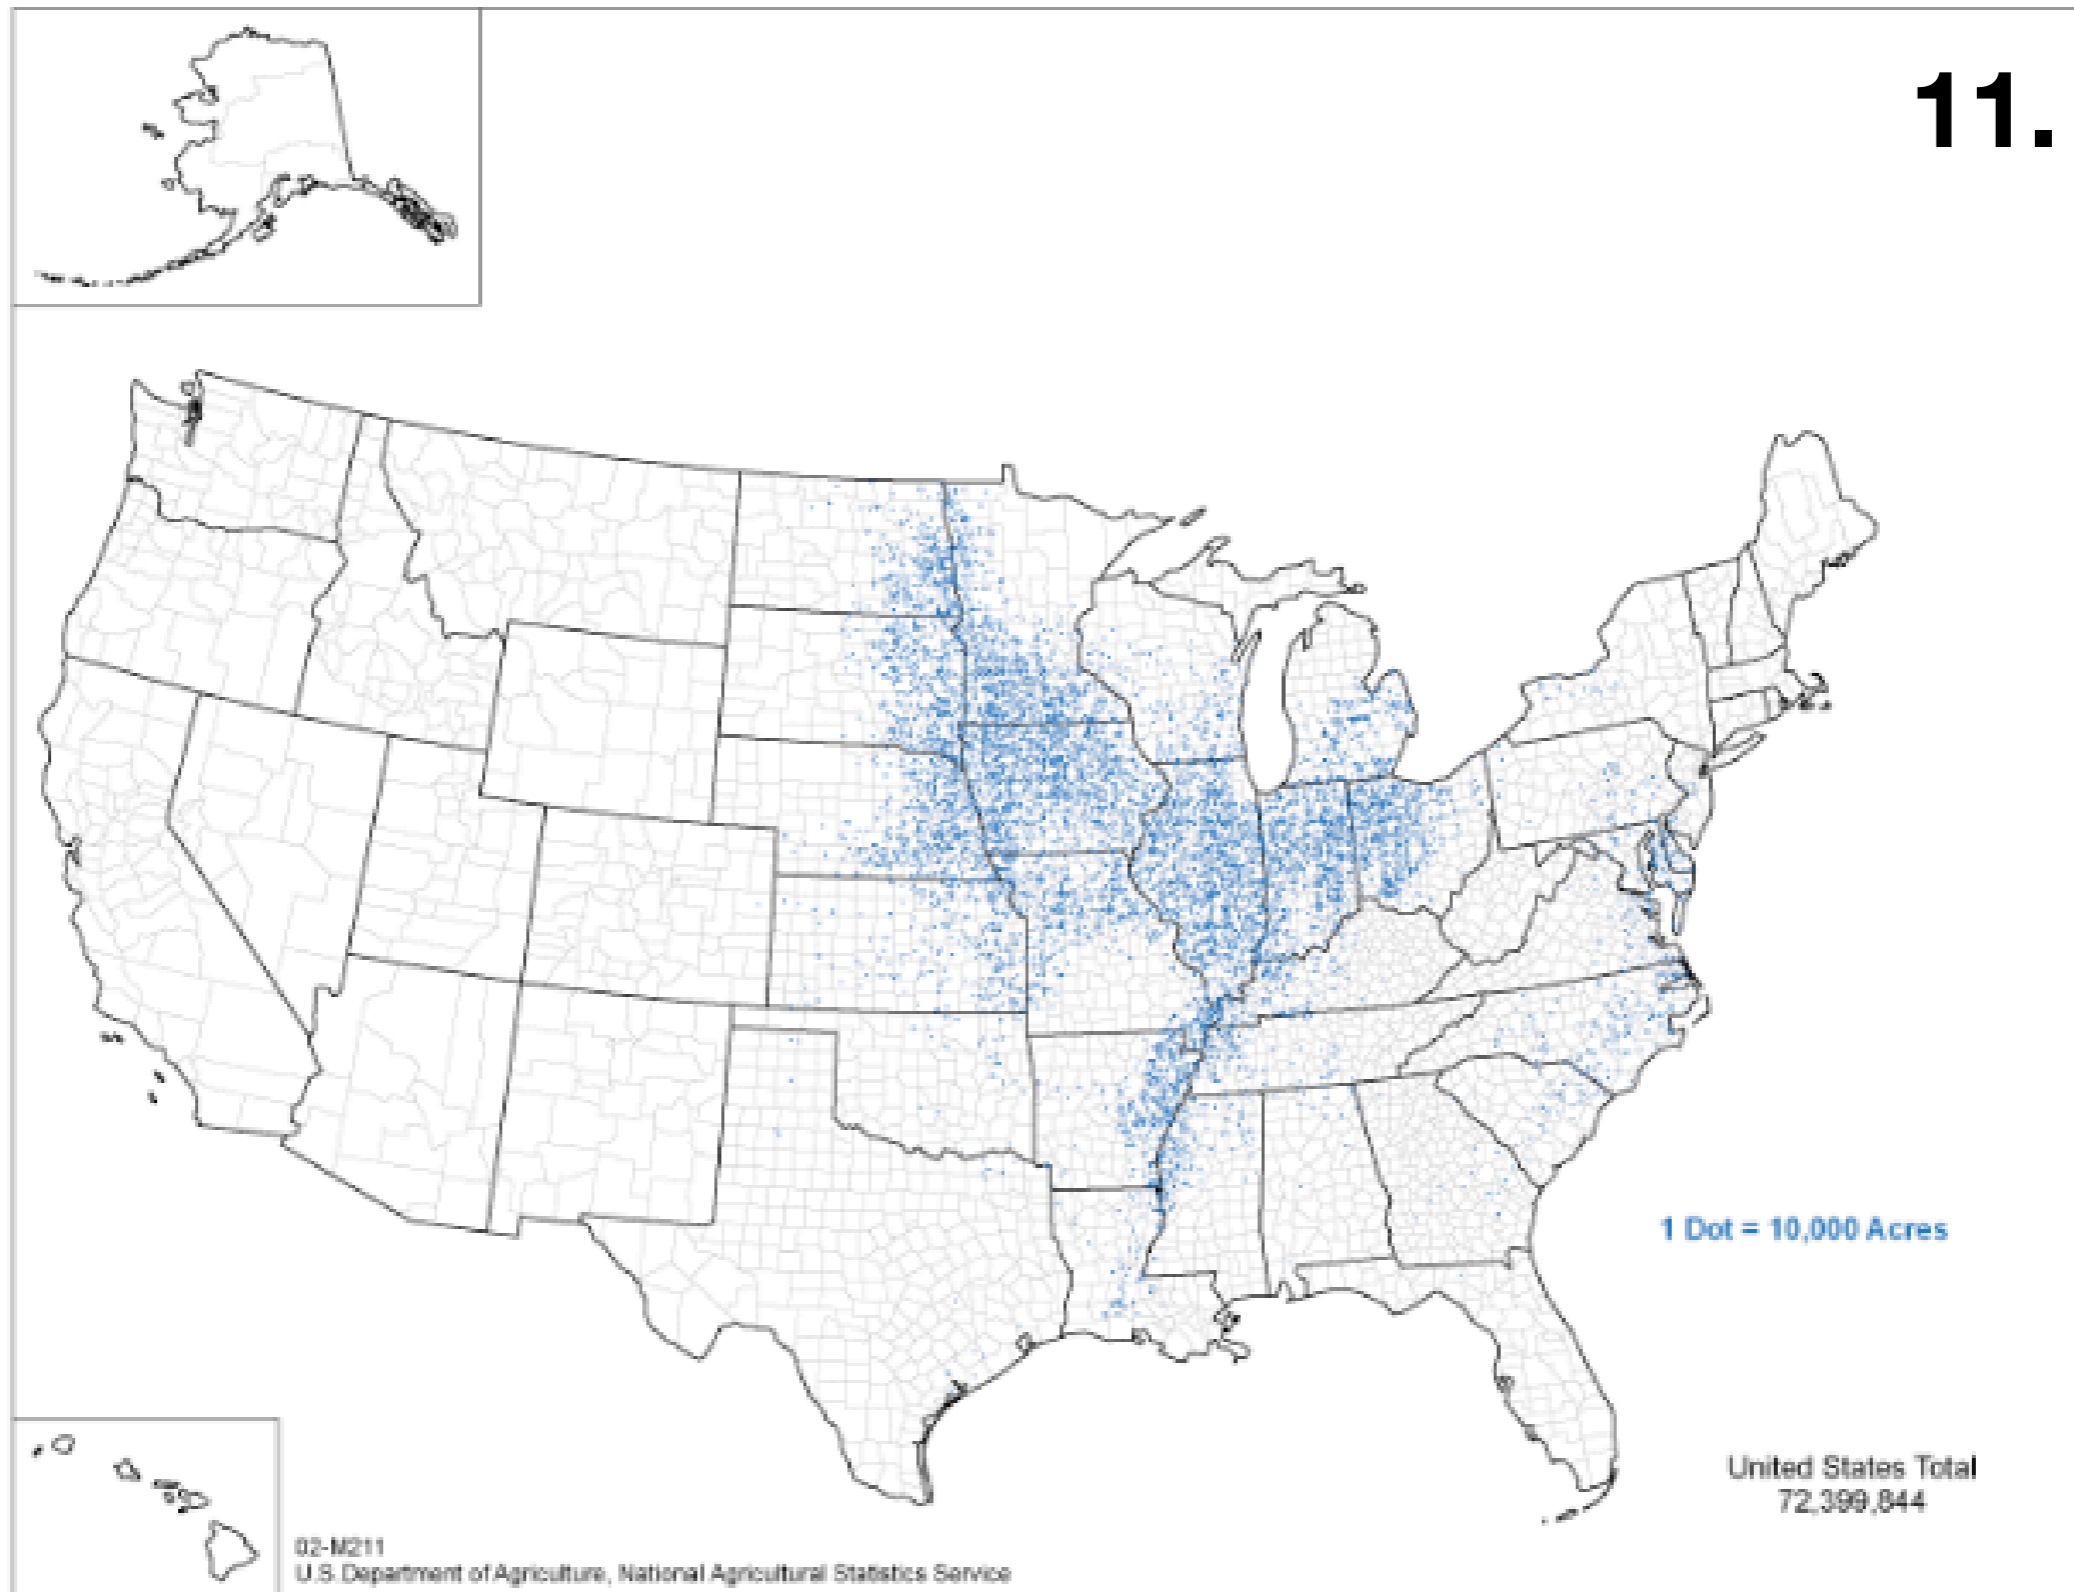 11.
1 Dot = 10,000 Acres
United States Total
72,399,844
02-M211
U.S. Department of Agriculture, National Agricultural Statistics Service